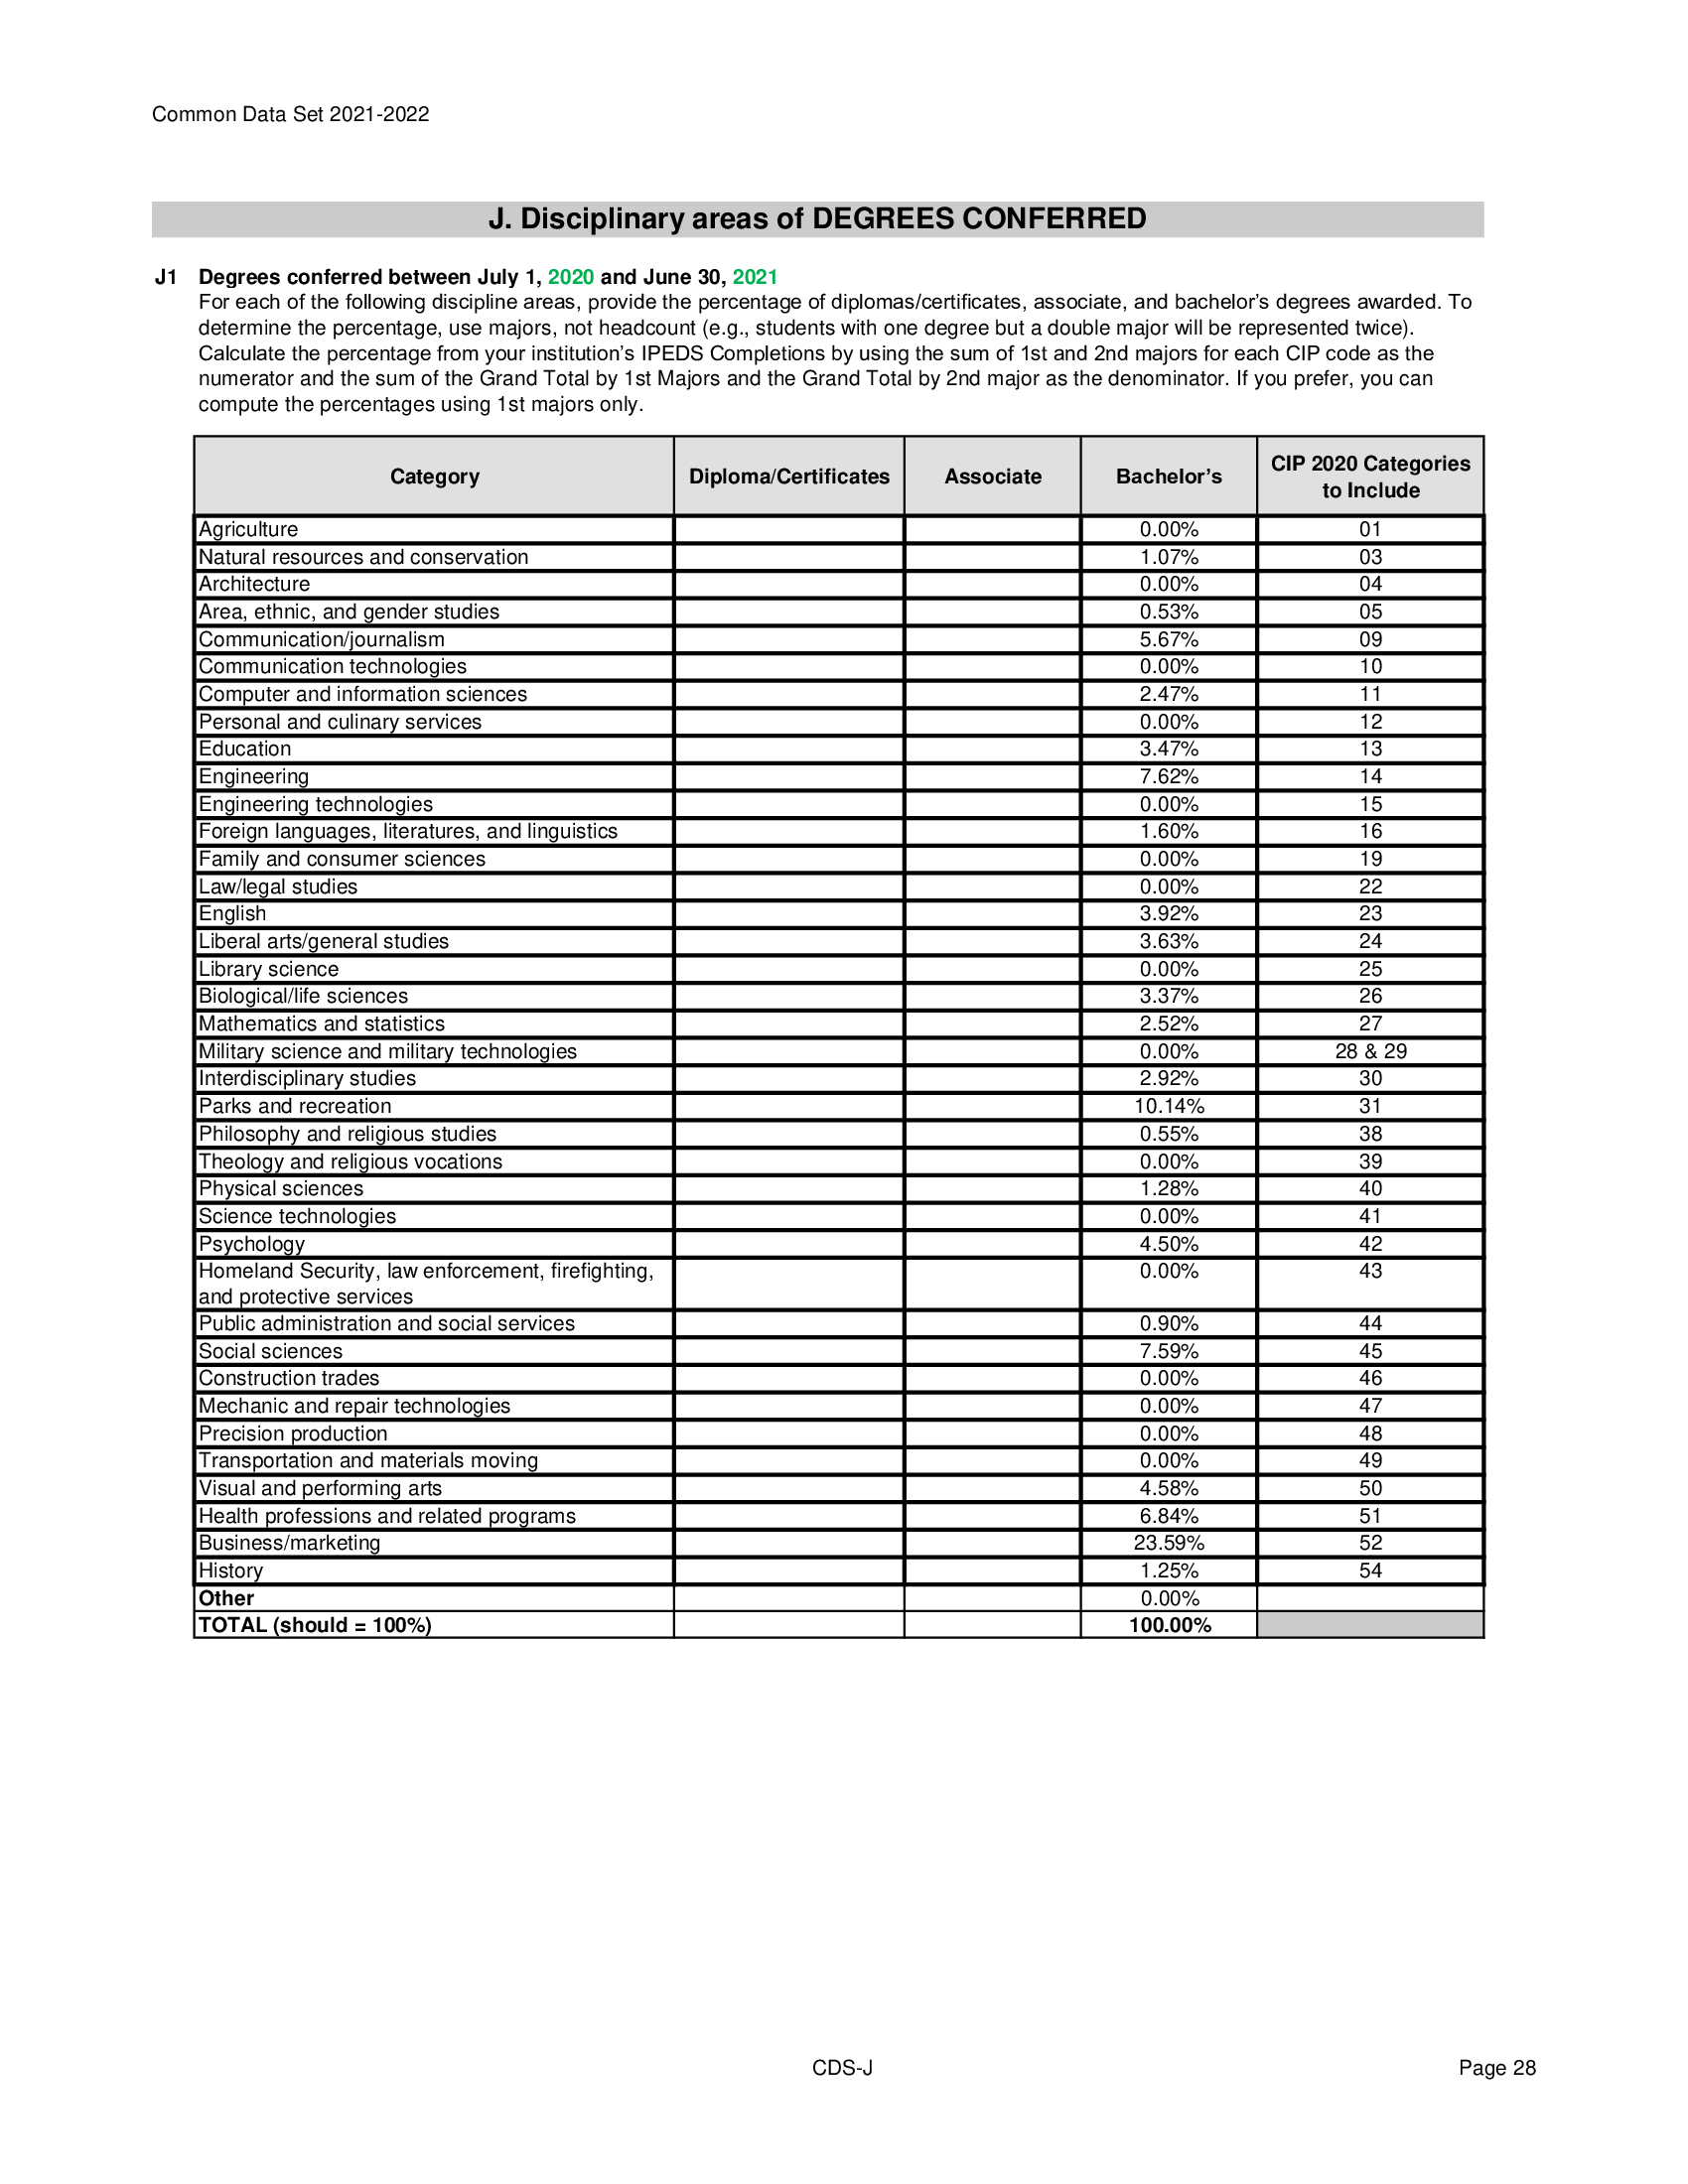 Common Data Set 2021-2022
J. Disciplinary areas of DEGREES CONFERRED
J1 Degrees conferred between July 1, 2020 and June 30, 2021
For each of the following discipline areas, provide the percentage of diplomas/certificates, associate, and bachelor’s degrees awarded. To
determine the percentage, use majors, not headcount (e.g., students with one degree but a double major will be represented twice).
Calculate the percentage from your institution’s IPEDS Completions by using the sum of 1st and 2nd majors for each CIP code as the
numerator and the sum of the Grand Total by 1st Majors and the Grand Total by 2nd major as the denominator. If you prefer, you can
compute the percentages using 1st majors only.
Category Diploma/Certificates Associate Bachelor’s CIP 2020 Categories
to Include
Agriculture 0.00% 01
Natural resources and conservation 1.07% 03
Architecture 0.00% 04
Area, ethnic, and gender studies 0.53% 05
Communication/journalism 5.67% 09
Communication technologies 0.00% 10
Computer and information sciences 2.47% 11
Personal and culinary services 0.00% 12
Education 3.47% 13
Engineering 7.62% 14
Engineering technologies 0.00% 15
Foreign languages, literatures, and linguistics 1.60% 16
Family and consumer sciences 0.00% 19
Law/legal studies 0.00% 22
English 3.92% 23
Liberal arts/general studies 3.63% 24
Library science 0.00% 25
Biological/life sciences 3.37% 26
Mathematics and statistics 2.52% 27
Military science and military technologies 0.00% 28 & 29
Interdisciplinary studies 2.92% 30
Parks and recreation 10.14% 31
Philosophy and religious studies 0.55% 38
Theology and religious vocations 0.00% 39
Physical sciences 1.28% 40
Science technologies 0.00% 41
Psychology 4.50% 42
Homeland Security, law enforcement, firefighting, 0.00% 43
and protective services
Public administration and social services 0.90% 44
Social sciences 7.59% 45
Construction trades 0.00% 46
Mechanic and repair technologies 0.00% 47
Precision production 0.00% 48
Transportation and materials moving 0.00% 49
Visual and performing arts 4.58% 50
Health professions and related programs 6.84% 51
Business/marketing 23.59% 52
History 1.25% 54
Other 0.00%
TOTAL (should = 100%) 100.00%
CDS-J Page 28